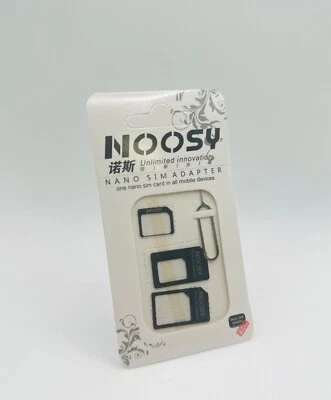 NOOSY
诺斯 Unlimited innovation
NANO SIM ADAPTER
one nano sim card in all mobile devices